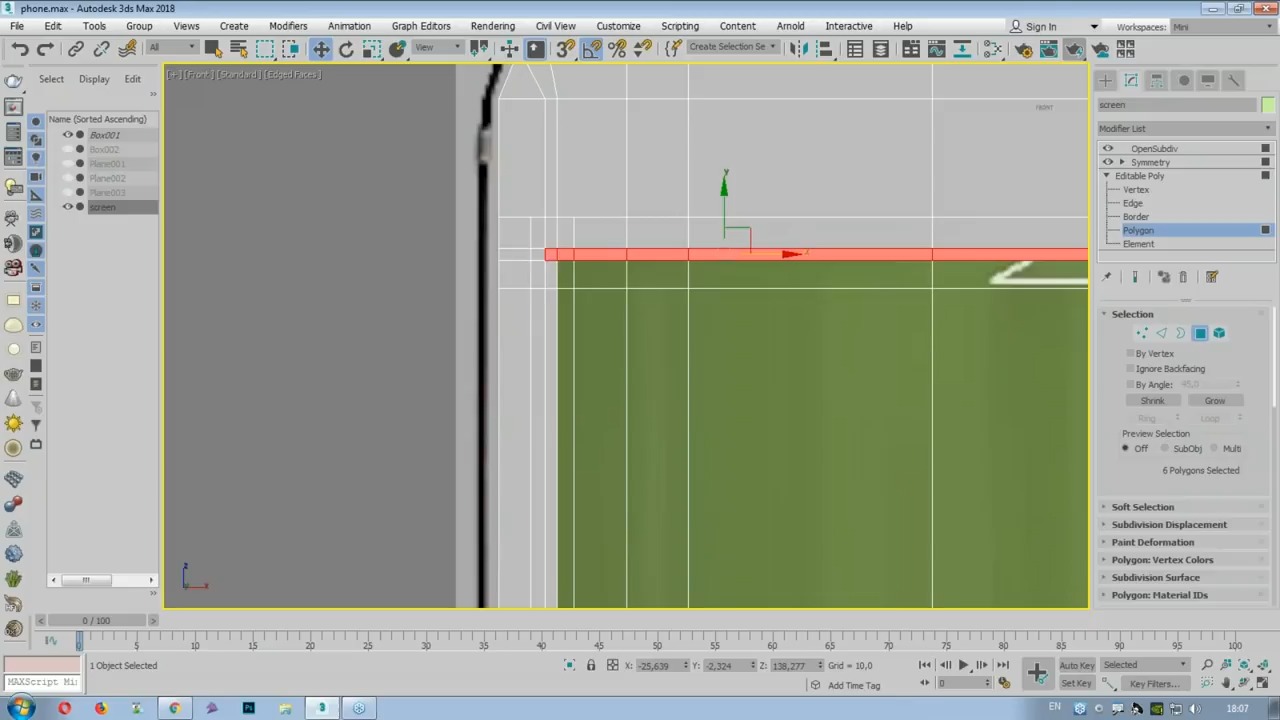 phone.max - Autodesk 3ds Max 2018
File Edit Tools Group Views Create Modifiers Animation Graph Editors Rendering Civil View Customize Scripting Content Arnold Interactive Help Sign In Workspaces: Mini
All View Create Selection Se
Select Display Edit
[+] [Front] [Standard] [Edged Faces]
FRONT
screen
Name (Sorted Ascending)
Modifier List
Box001
Box002
Plane001
Plane002
Plane003
screen
OpenSubdiv
Symmetry
Editable Poly
Vertex
Edge
Border
Polygon
Element
y
x
Selection
By Vertex
Ignore Backfacing
By Angle: 45,0
Shrink Grow
Ring Loop
Preview Selection
Off SubObj Multi
6 Polygons Selected
Soft Selection
Subdivision Displacement
Paint Deformation
Polygon: Vertex Colors
Subdivision Surface
Polygon: Material IDs
z
x
0 / 100
0 5 10 15 20 25 30 35 40 45 50 55 60 65 70 75 80 85 90 95 100
1 Object Selected X: -25,639 Y: -2,324 Z: 138,277 Grid = 10,0 Auto Key Selected
MAXScript Mi: Add Time Tag 0 Set Key Key Filters...
EN 18:07